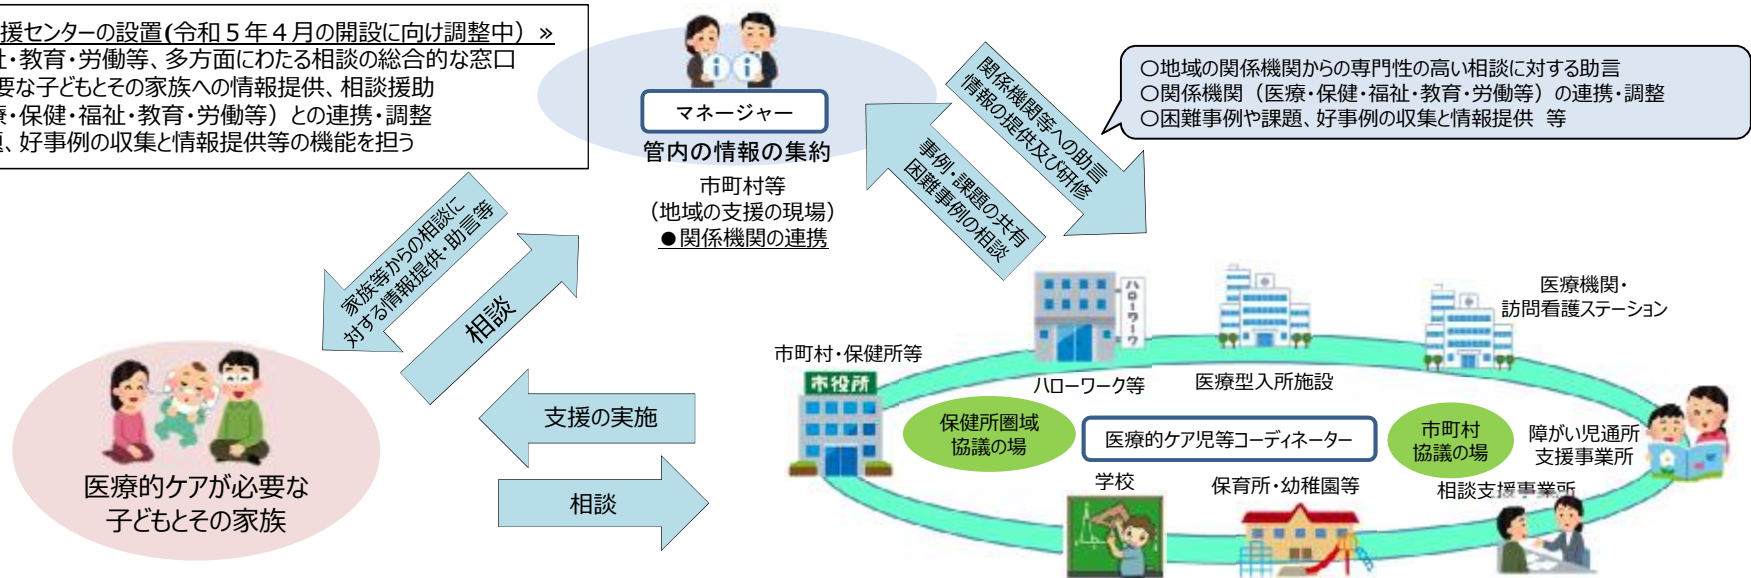 援センターの設置(令和５年４月の開設に向け調整中）»
祉・教育・労働等、多方面にわたる相談の総合的な窓口
要な子どもとその家族への情報提供、相談援助
療・保健・福祉・教育・労働等）との連携・調整
題、好事例の収集と情報提供等の機能を担う
マネージャー
管内の情報の集約
市町村等
（地域の支援の現場）
●関係機関の連携
関係機関等への助言
情報の提供及び研修
事例・課題の共有
困難事例の相談
○地域の関係機関からの専門性の高い相談に対する助言
○関係機関（医療・保健・福祉・教育・労働等）の連携・調整
○困難事例や課題、好事例の収集と情報提供 等
家族等からの相談に
対する情報提供・助言等
相談
支援の実施
相談
医療的ケアが必要な
子どもとその家族
市町村・保健所等
市役所
ハローワーク
ハローワーク等
医療型入所施設
医療機関・
訪問看護ステーション
保健所圏域
協議の場
医療的ケア児等コーディネーター
市町村
協議の場
障がい児通所
支援事業所
学校
保育所・幼稚園等
相談支援事業所